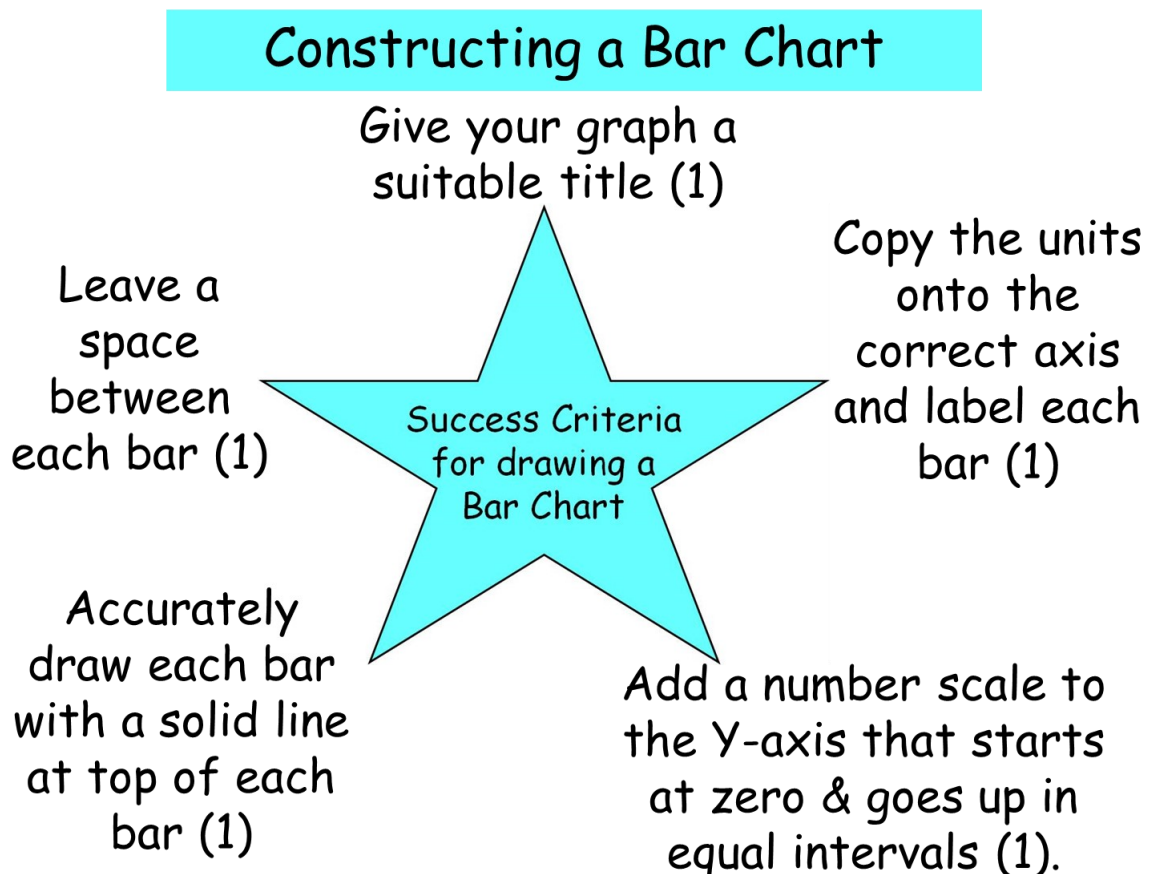 Constructing a Bar Chart
Give your graph a
suitable title (1)
Copy the units
onto the
correct axis
and label each
bar (1)
Leave a
space
between
each bar (1)
Success Criteria
for drawing a
Bar Chart
Accurately
draw each bar
with a solid line
at top of each
bar (1)
Add a number scale to
the Y-axis that starts
at zero & goes up in
equal intervals (1).